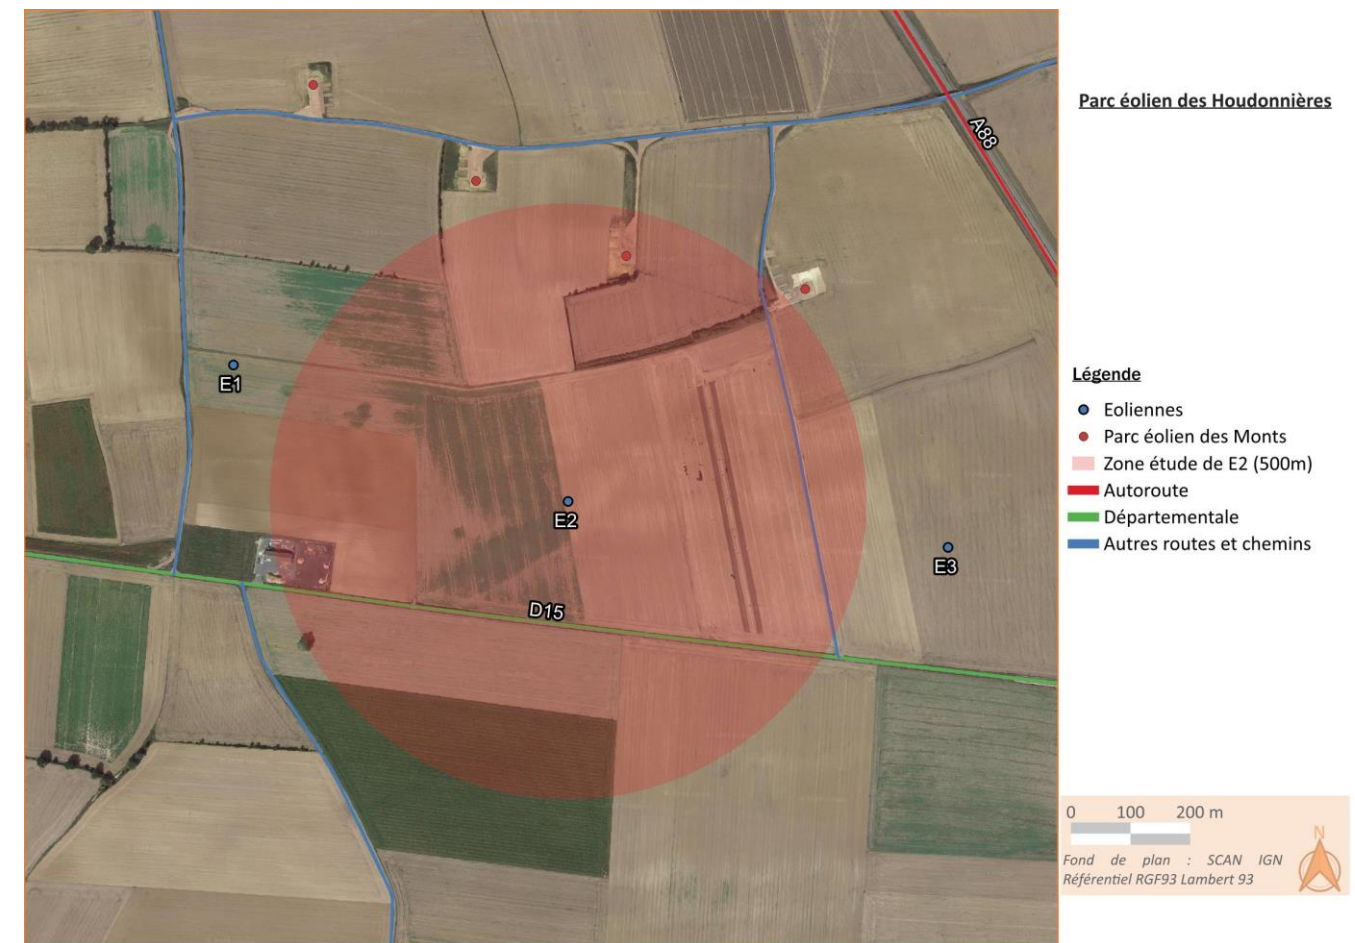 Parc éolien des Houdonnières
A88
E1
E2
E3
D15
Légende
Eoliennes
Parc éolien des Monts
Zone étude de E2 (500m)
Autoroute
Départementale
Autres routes et chemins
0 100 200 m
N
Fond de plan : SCAN IGN
Référentiel RGF93 Lambert 93